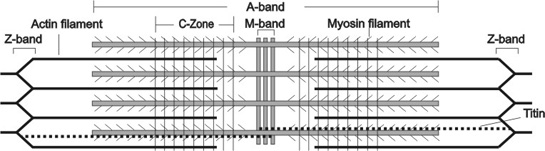 A-band
Actin filament
C-Zone
M-band
Myosin filament
Z-band
Z-band
Titin